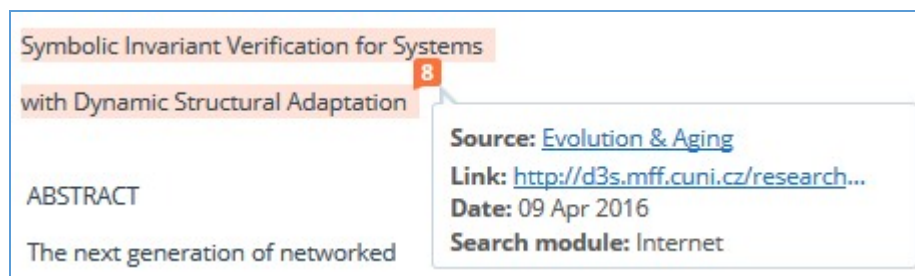 Symbolic Invariant Verification for Systems
8
with Dynamic Structural Adaptation
Source: Evolution & Aging
Link: http://d3s.mff.cuni.cz/research...
Date: 09 Apr 2016
Search module: Internet
ABSTRACT
The next generation of networked